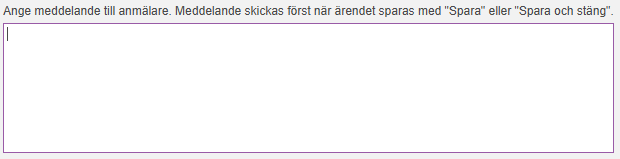 Ange meddelande till anmälare. Meddelande skickas först när ärendet sparas med "Spara" eller "Spara och stäng".